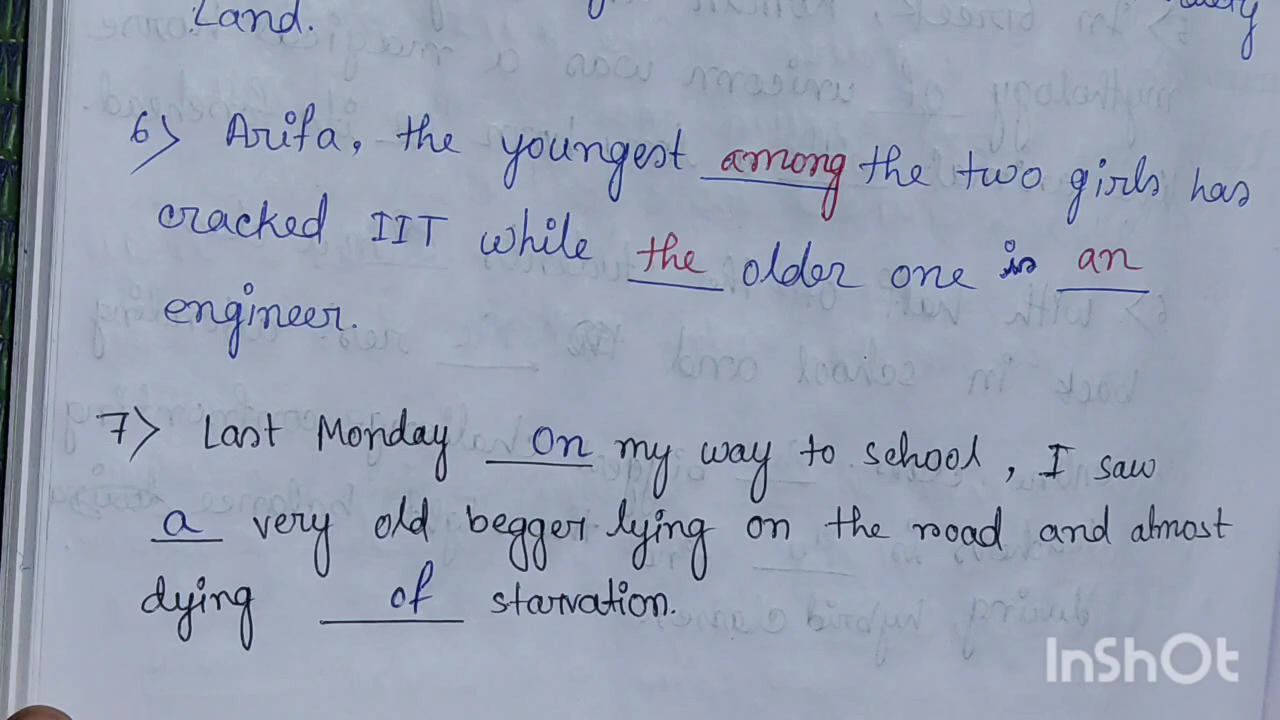 Land.
6> Arifa, the youngest among the two girls has
cracked IIT while the older one is an
engineer.
7> Last Monday on my way to school, I saw
a very old begger lying on the road and almost
dying of starvation.
InShOt